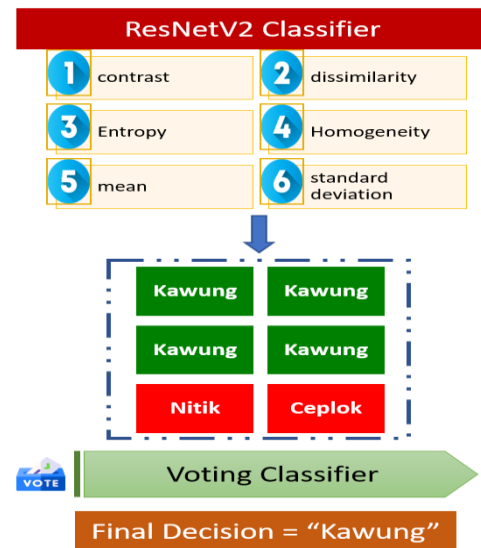 ResNetV2 Classifier
1 contrast
2 dissimilarity
3 Entropy
4 Homogeneity
5 mean
6 standard
deviation
Kawung Kawung
Kawung Kawung
Nitik Ceplok
VOTE
Voting Classifier
Final Decision = “Kawung”